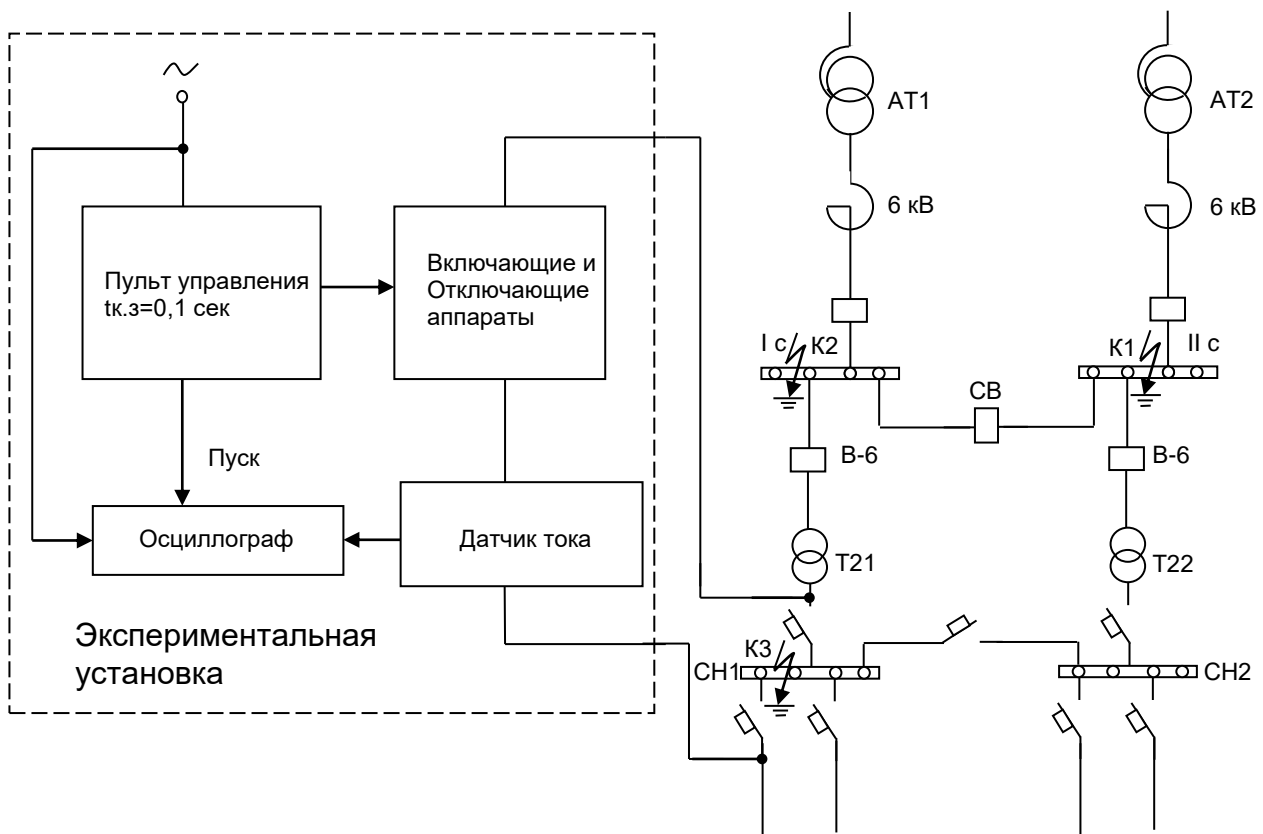 Пульт управления
tк.з=0,1 сек
Включающие и
Отключающие
аппараты
Пуск
Осциллограф
Датчик тока
Экспериментальная
установка
АТ1
АТ2
6 кВ
6 кВ
I с
К2
К1
II с
СВ
В-6
В-6
Т21
Т22
К3
СН1
СН2